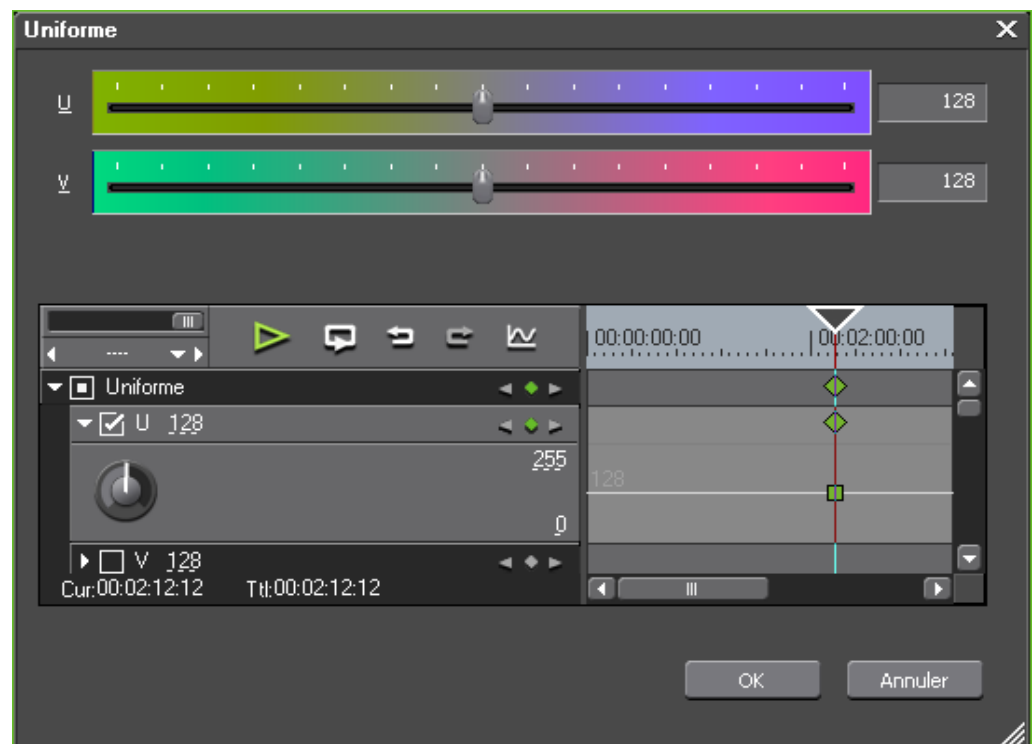 Uniforme
U 128
V 128
---- 00:00:00:00 00:02:00:00
Uniforme
U 128
255
128
0
V 128
Cur:00:02:12:12 Ttl:00:02:12:12
OK Annuler